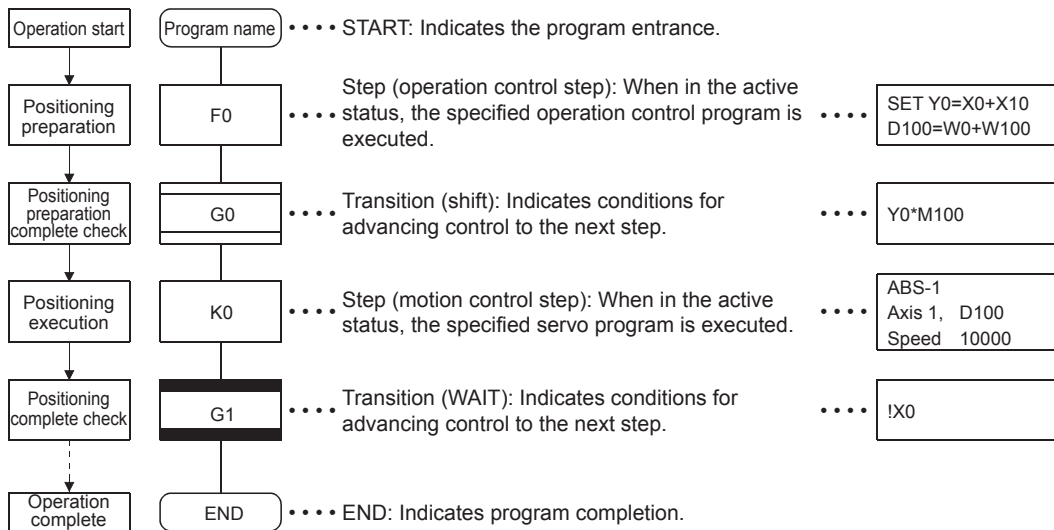 Operation start
Program name
START: Indicates the program entrance.
Positioning
preparation
F0
Step (operation control step): When in the active
status, the specified operation control program is
executed.
SET Y0=X0+X10
D100=W0+W100
Positioning
preparation
complete check
G0
Transition (shift): Indicates conditions for
advancing control to the next step.
Y0*M100
Positioning
execution
K0
Step (motion control step): When in the active
status, the specified servo program is executed.
ABS-1
Axis 1, D100
Speed 10000
Positioning
complete check
G1
Transition (WAIT): Indicates conditions for
advancing control to the next step.
!X0
Operation
complete
END
END: Indicates program completion.